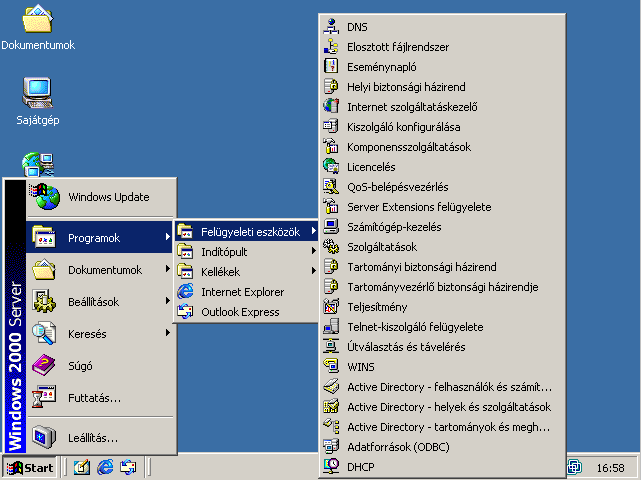 Dokumentumok
Sajátgép
Windows 2000 Server
Windows Update
Programok
Dokumentumok
Beállítások
Keresés
Súgó
Futtatás...
Leállítás...
Felügyeleti eszközök
Indítópult
Kellékek
Internet Explorer
Outlook Express
DNS
Elosztott fájlrendszer
Eseménynapló
Helyi biztonsági házirend
Internet szolgáltatáskezelő
Kiszolgáló konfigurálása
Komponensszolgáltatások
Licencelés
QoS-belépésvezérlés
Server Extensions felügyelete
Számítógép-kezelés
Szolgáltatások
Tartományi biztonsági házirend
Tartományvezérlő biztonsági házirendje
Teljesítmény
Telnet-kiszolgáló felügyelete
Útválasztás és távelérés
WINS
Active Directory - felhasználók és számít...
Active Directory - helyek és szolgáltatások
Active Directory - tartományok és megh...
Adatforrások (ODBC)
DHCP
Start
16:58